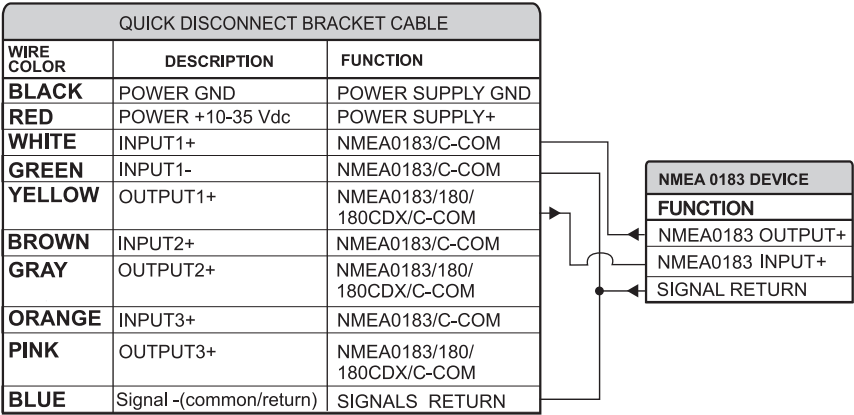 QUICK DISCONNECT BRACKET CABLE
WIRE COLOR DESCRIPTION FUNCTION
BLACK POWER GND POWER SUPPLY GND
RED POWER +10-35 Vdc POWER SUPPLY+
WHITE INPUT1+ NMEA0183/C-COM
GREEN INPUT1- NMEA0183/C-COM
YELLOW OUTPUT1+ NMEA0183/180/
180CDX/C-COM
BROWN INPUT2+ NMEA0183/C-COM
GRAY OUTPUT2+ NMEA0183/180/
180CDX/C-COM
ORANGE INPUT3+ NMEA0183/C-COM
PINK OUTPUT3+ NMEA0183/180/
180CDX/C-COM
BLUE Signal -(common/return) SIGNALS RETURN
NMEA 0183 DEVICE
FUNCTION
NMEA0183 OUTPUT+
NMEA0183 INPUT+
SIGNAL RETURN